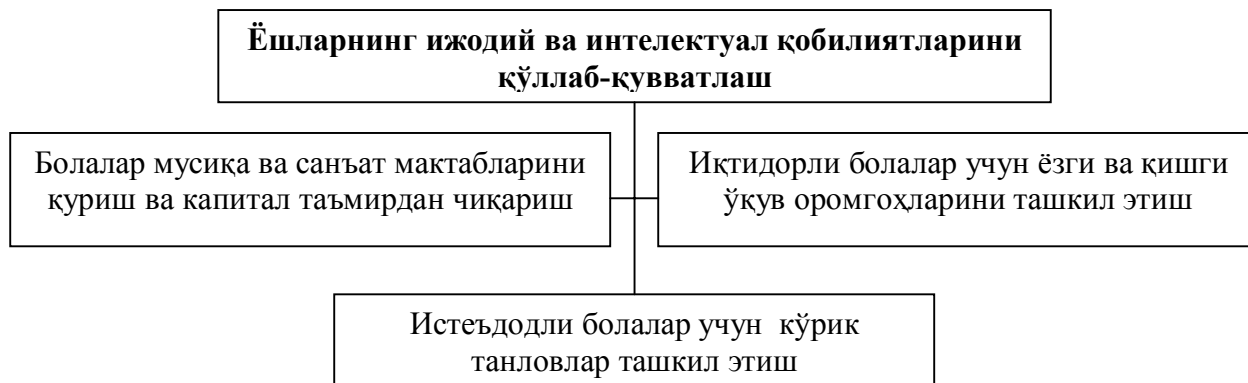 Ёшларнинг ижодий ва интелектуал қобилиятларини
қўллаб-қувватлаш
Болалар мусиқа ва санъат мактабларини
қуриш ва капитал таъмирдан чиқариш
Иқтидорли болалар учун ёзги ва қишги
ўқув оромгоҳларини ташкил этиш
Истеъдодли болалар учун кўрик
танловлар ташкил этиш